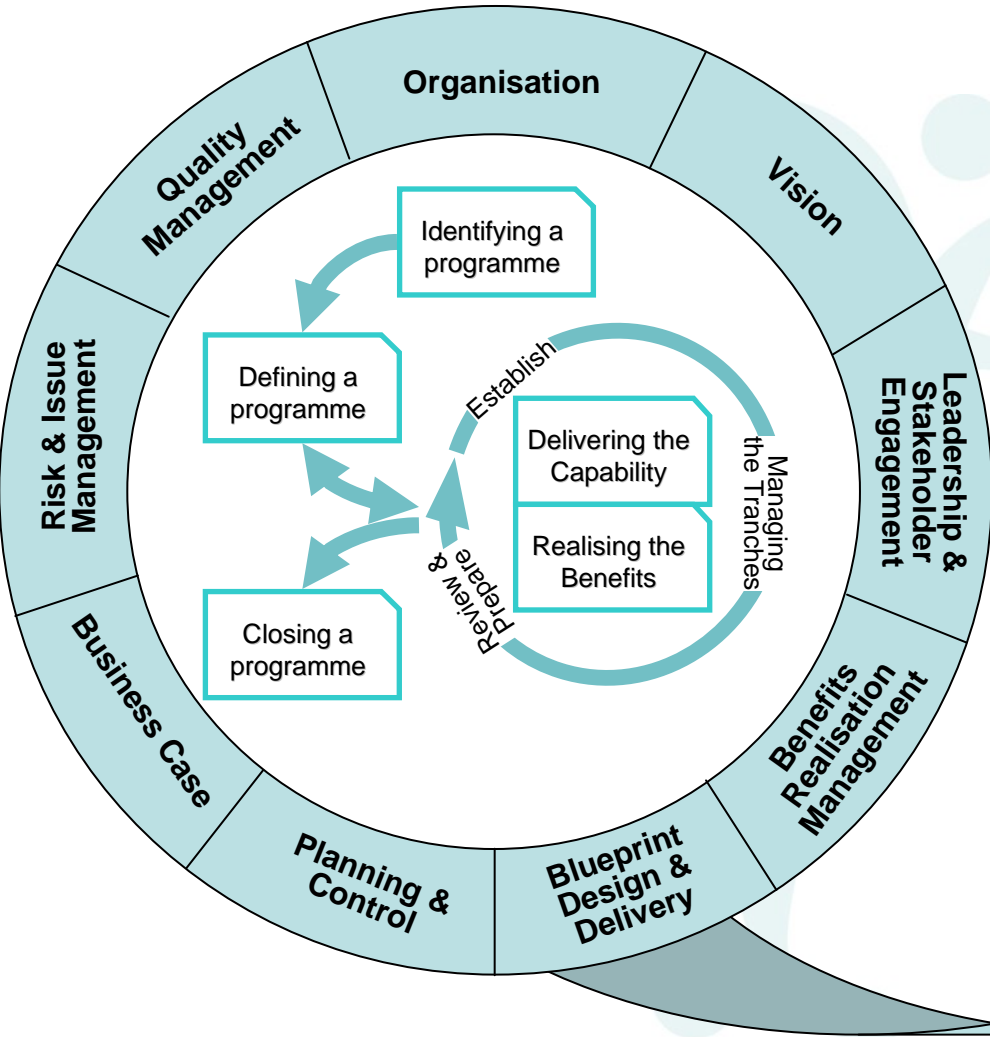 Organisation
Vision
Leadership &
Stakeholder
Engagement
Benefits
Realisation
Management
Blueprint
Design &
Delivery
Planning &
Control
Business Case
Risk & Issue
Management
Quality
Management
Identifying a
programme
Defining a
programme
Closing a
programme
Establish
Managing
the Tranches
Review &
Prepare
Delivering the
Capability
Realising the
Benefits